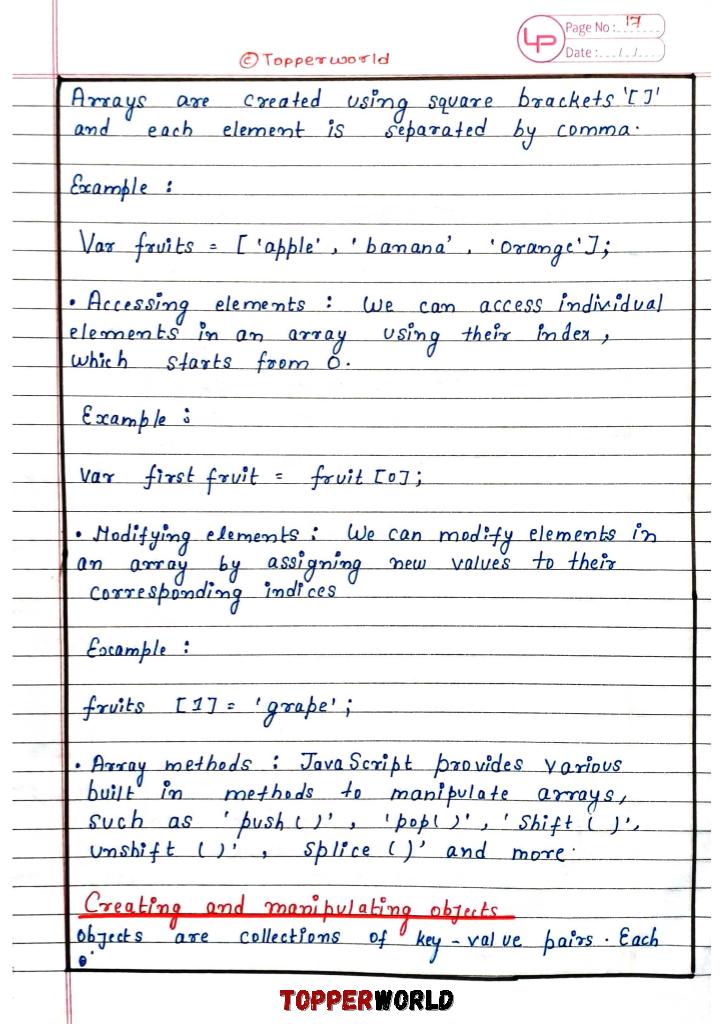 Page No: 17
Date:.../.../...
© Topperworld
Arrays are created using square brackets '[]'
and each element is separated by comma.
Example :
Var fruits = ['apple', 'banana', 'orange'];
• Accessing elements : We can access individual
elements in an array using their index,
which starts from 0.
Example :
Var first fruit = fruit [0];
• Modifying elements : We can modify elements in
an array by assigning new values to their
corresponding indices
Example :
fruits [1] = 'grape';
• Array methods : JavaScript provides various
built in methods to manipulate arrays,
such as 'push ()', 'pop()', 'shift ()',
unshift ()', splice ()' and more.
Creating and manipulating objects
objects are collections of key-value pairs. Each
TOPPERWORLD